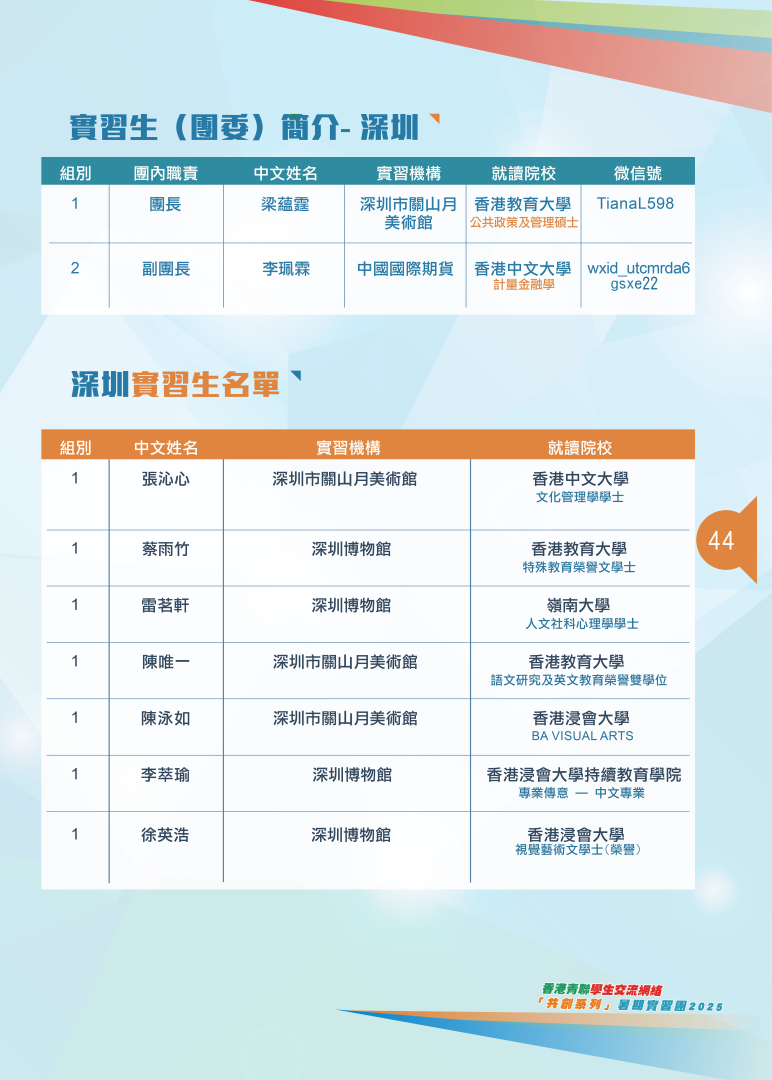 實習生（團委）簡介- 深圳
組別 團內職責 中文姓名 實習機構 就讀院校 微信號
1 團長 梁蘊霆 深圳市關山月 香港教育大學 TianaL598
美術館 公共政策及管理碩士
2 副團長 李珮霖 中國國際期貨 香港中文大學 wxid_utcmrda6
計量金融學 gsxe22
深圳實習生名單
組別 中文姓名 實習機構 就讀院校
1 張沁心 深圳市關山月美術館 香港中文大學
文化管理學學士
1 蔡雨竹 深圳博物館 香港教育大學
特殊教育榮譽文學士
1 雷茗軒 深圳博物館 嶺南大學
人文社科心理學學士
1 陳唯一 深圳市關山月美術館 香港教育大學
語文研究及英文教育榮譽雙學位
1 陳泳如 深圳市關山月美術館 香港浸會大學
BA VISUAL ARTS
1 李萃瑜 深圳博物館 香港浸會大學持續教育學院
專業傳意 — 中文專業
1 徐英浩 深圳博物館 香港浸會大學
視覺藝術文學士（榮譽）
44
香港青聯學生交流網絡
「共創系列」暑期實習團2025